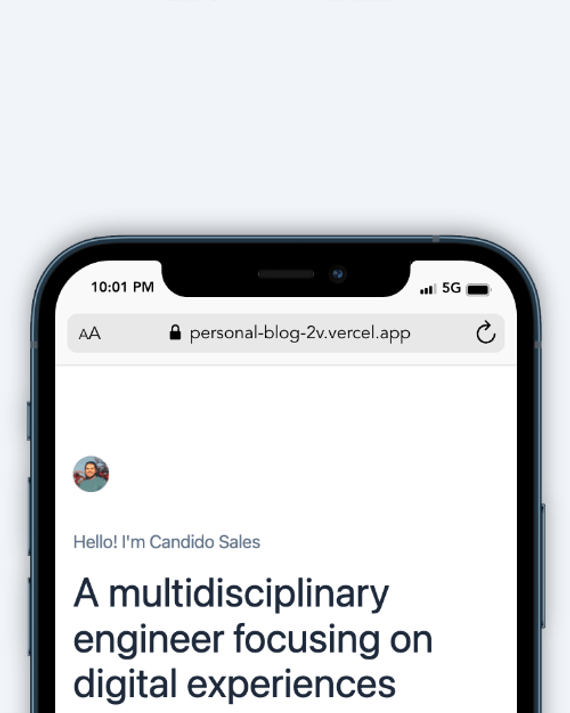 10:01 PM 5G
AA personal-blog-2v.vercel.app
Hello! I'm Candido Sales
A multidisciplinary
engineer focusing on
digital experiences